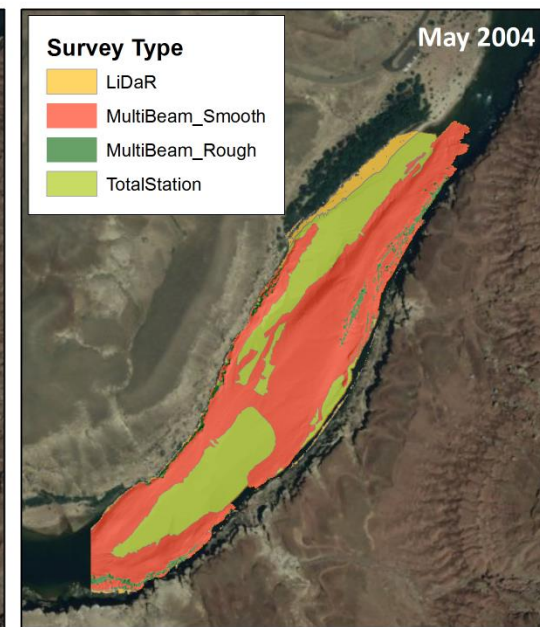 Survey Type
LiDaR
MultiBeam_Smooth
MultiBeam_Rough
TotalStation
May 2004